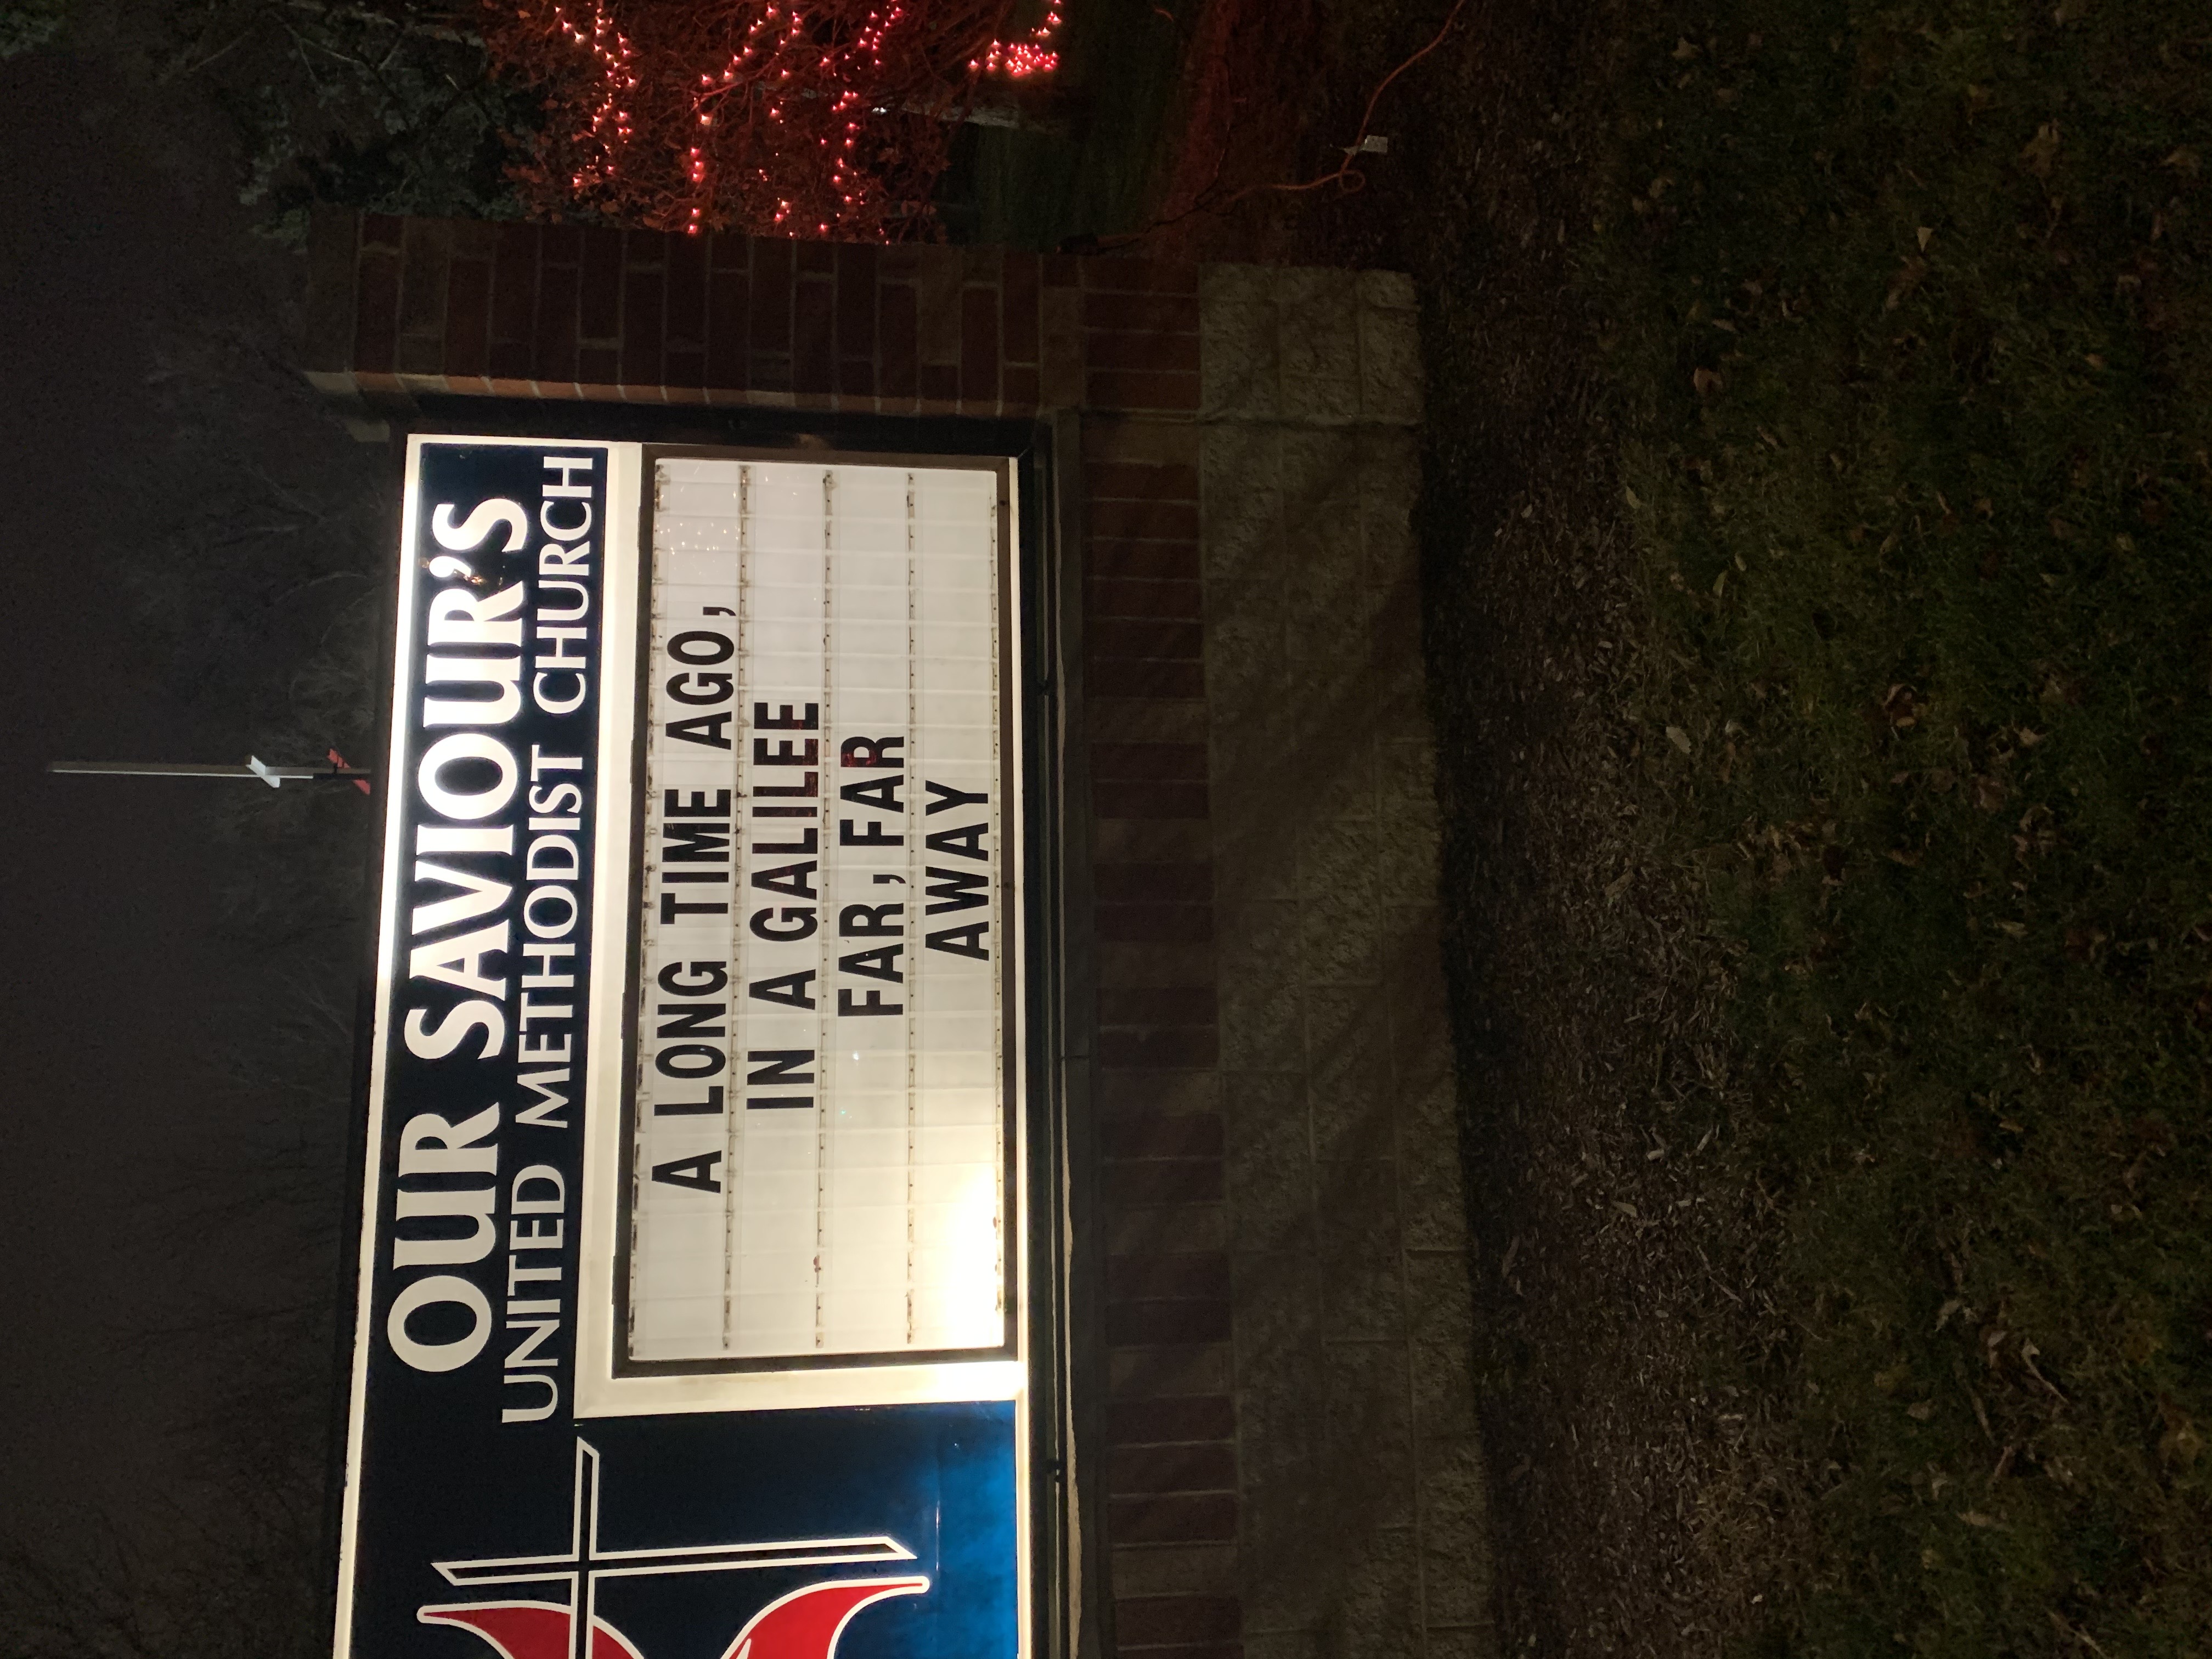 OUR SAVIOUR'S
UNITED METHODIST CHURCH
A LONG TIME AGO,
IN A GALILEE
FAR, FAR
AWAY